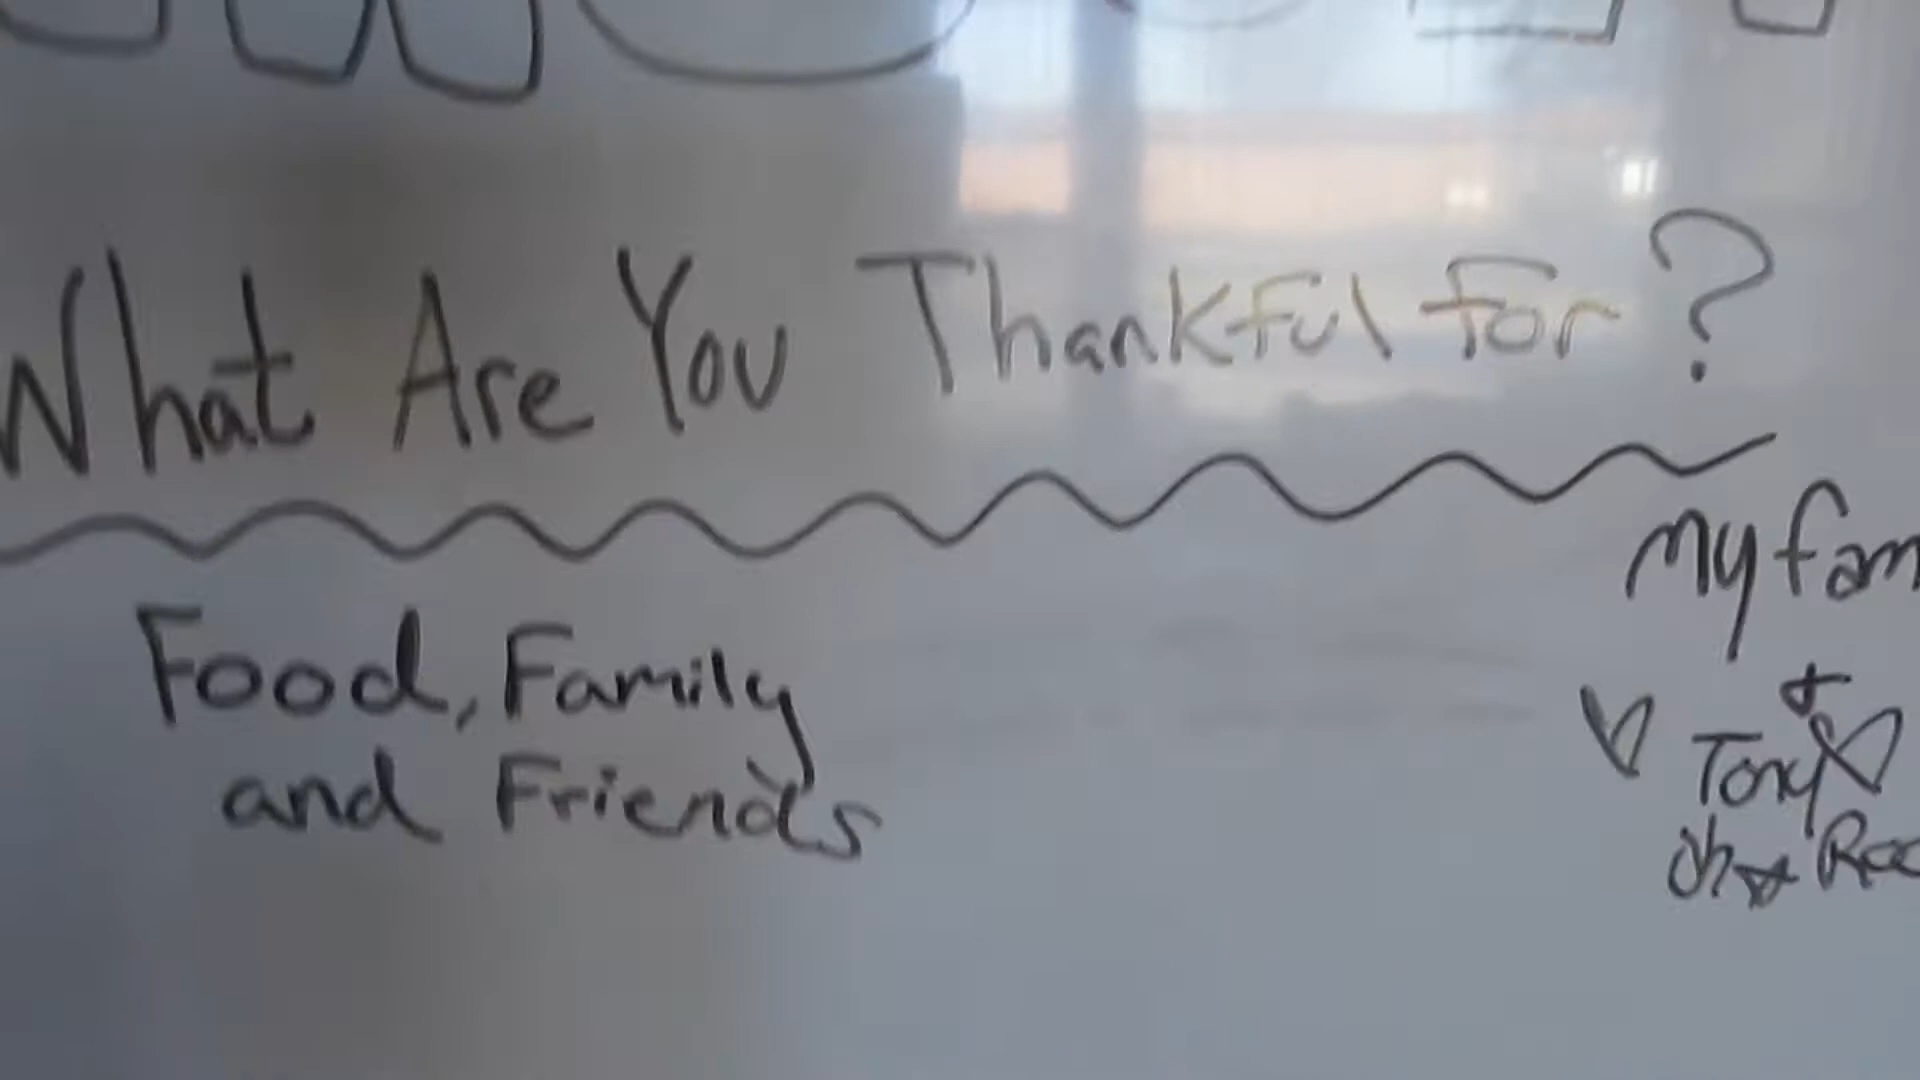 What Are You Thankful for?
Food, Family
and Friends
My fam
+
Tony